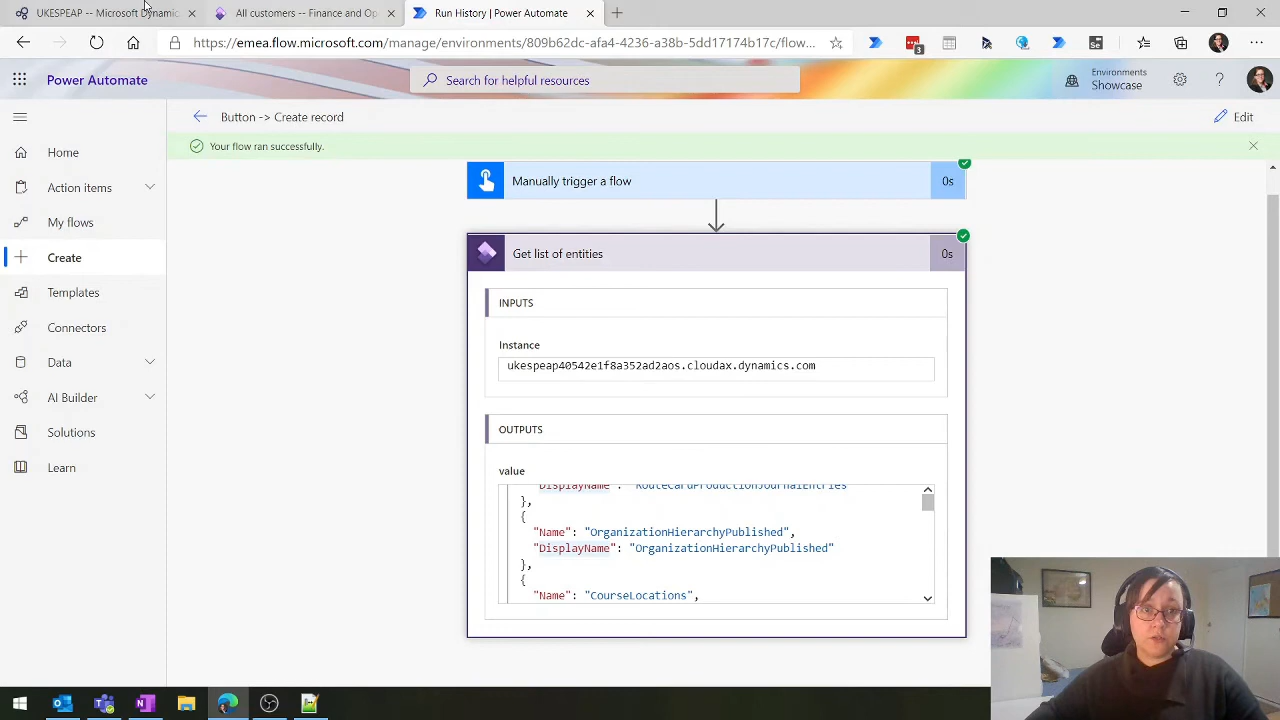 UKESPEAP -- Microsoft Dynamic
All customers -- Finance and Op
Run History | Power Automate
https://emea.flow.microsoft.com/manage/environments/809b62dc-afa4-4236-a38b-5dd17174b17c/flow...
3
Se
Power Automate
Search for helpful resources
Environments
Showcase
Button -> Create record
Edit
Your flow ran successfully.
Home
Action items
My flows
Create
Templates
Connectors
Data
AI Builder
Solutions
Learn
Manually trigger a flow
0s
Get list of entities
0s
INPUTS
Instance
ukespeap40542e1f8a352ad2aos.cloudax.dynamics.com
OUTPUTS
value
"DisplayName": "RouteCardProductionJournalEntries"
},
{
"Name": "OrganizationHierarchyPublished",
"DisplayName": "OrganizationHierarchyPublished"
},
{
"Name": "CourseLocations",